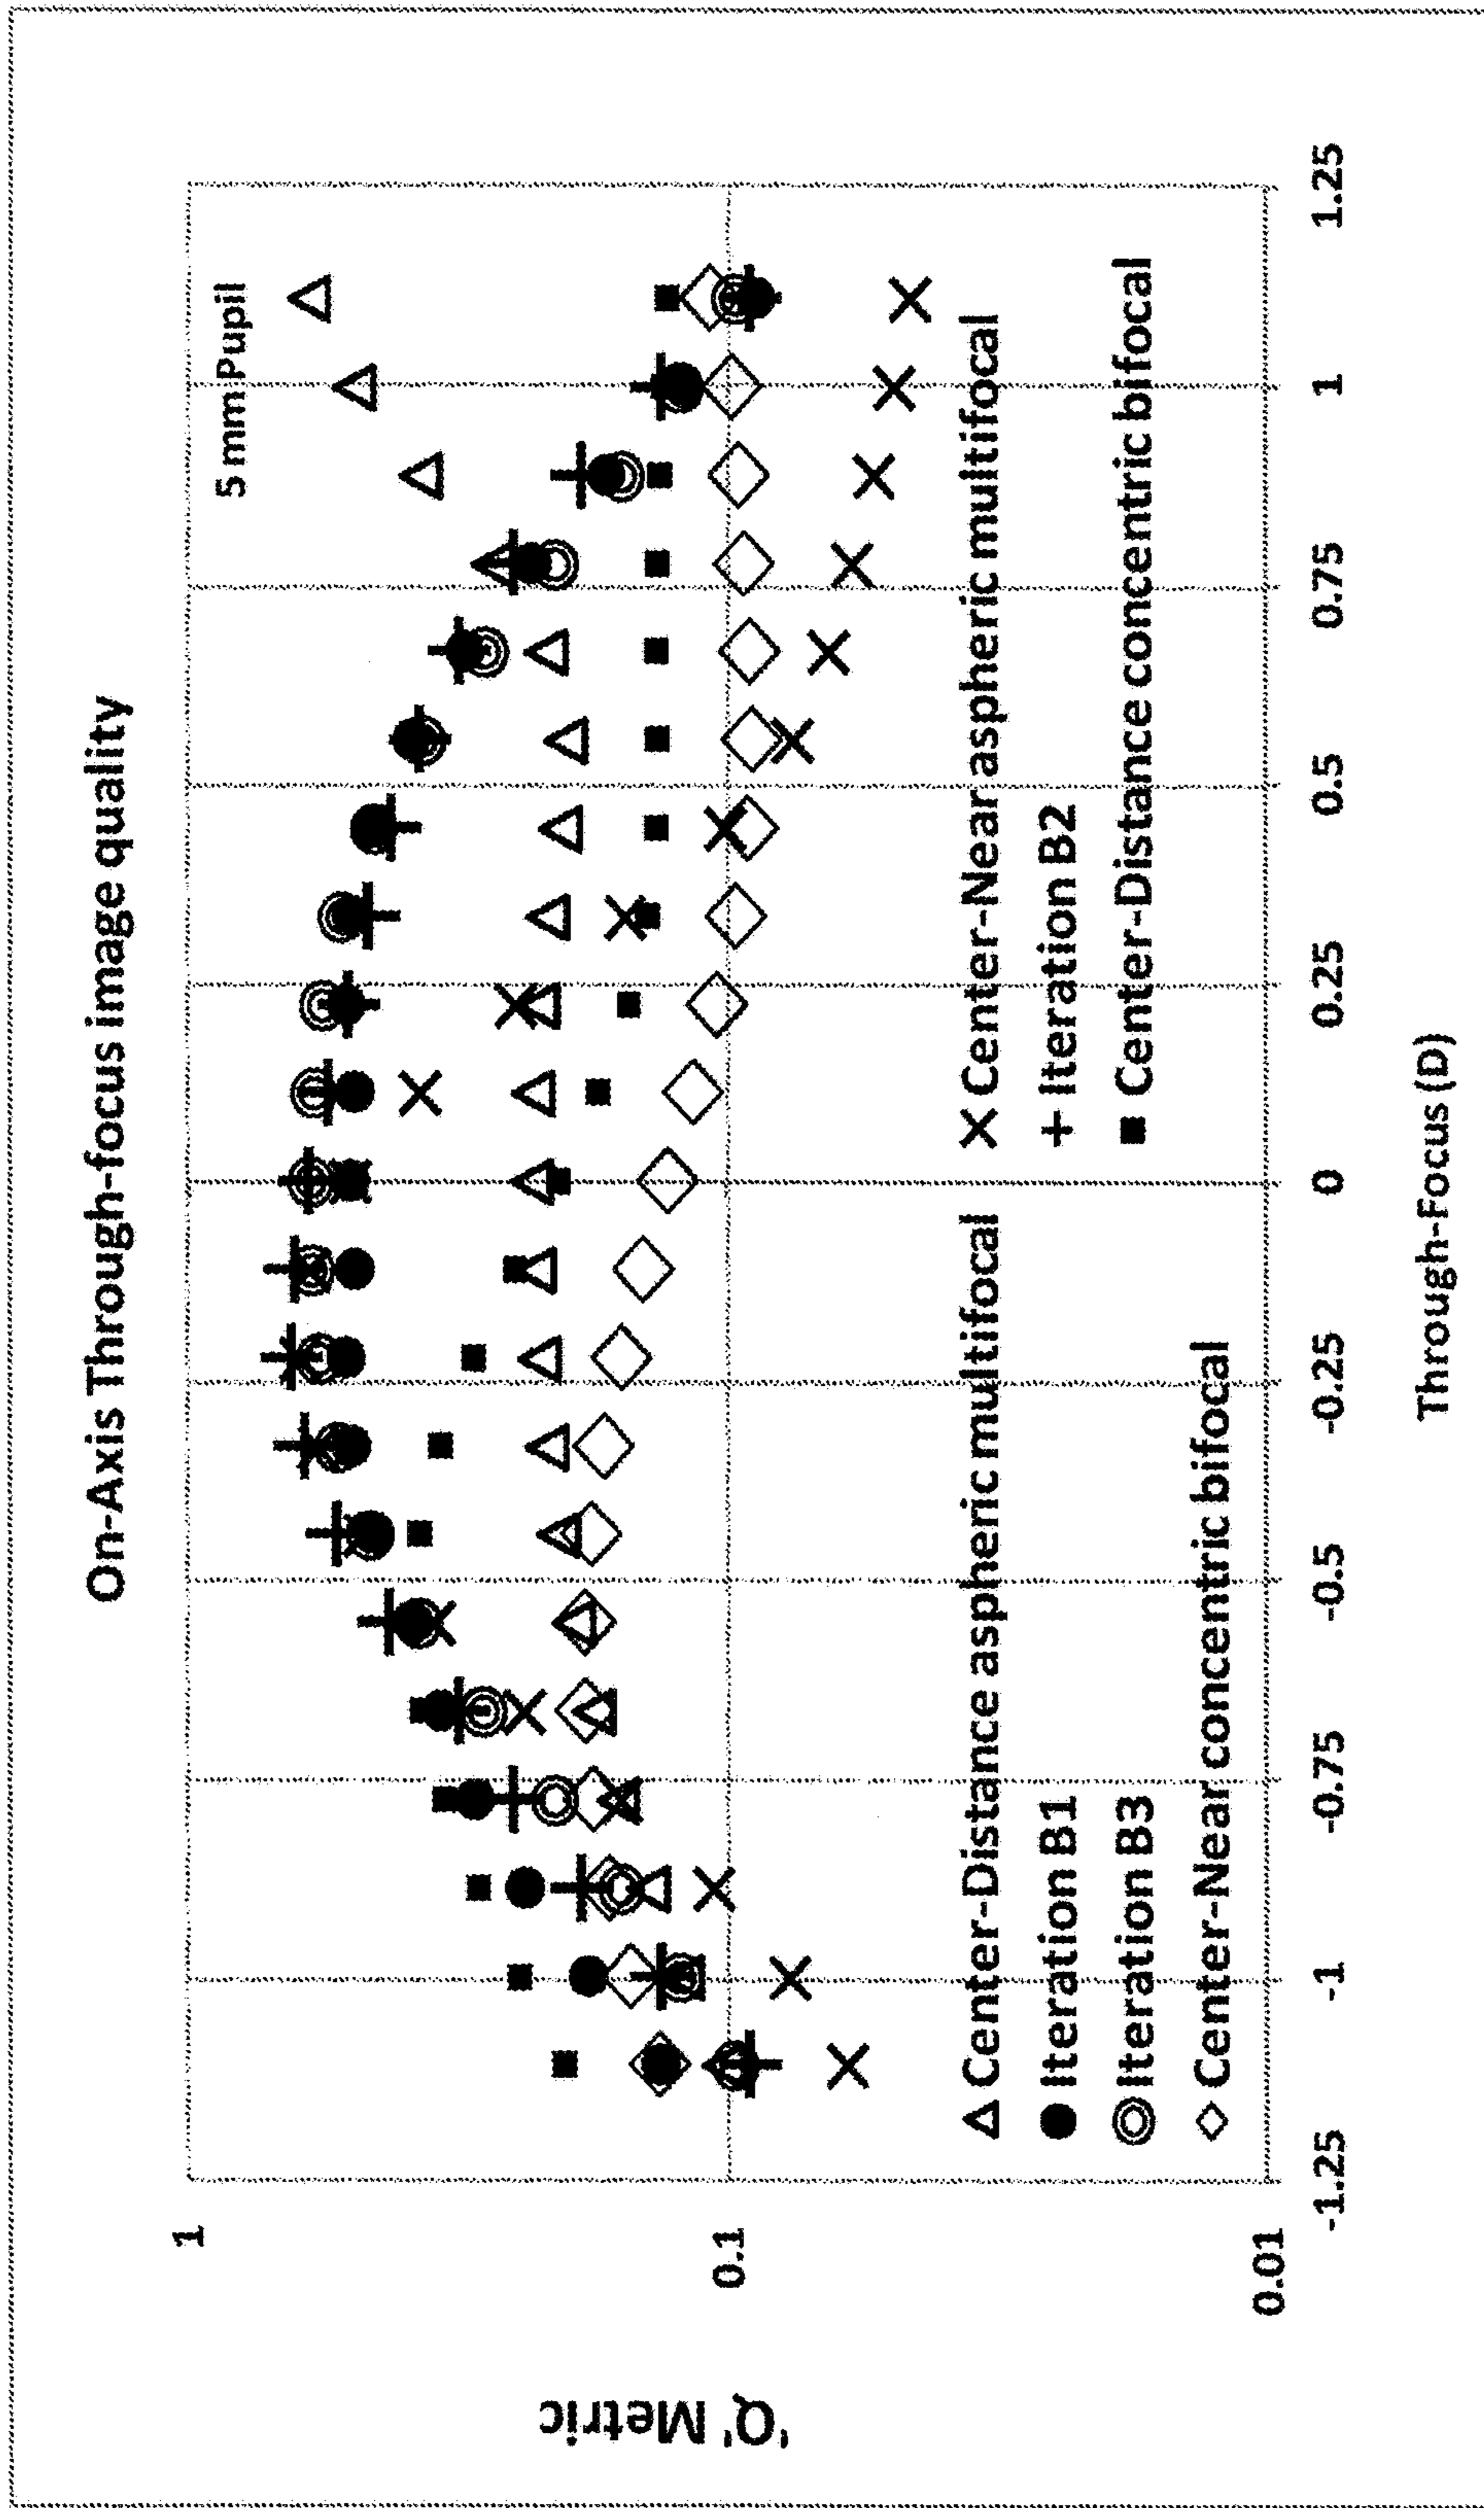 On-Axis Through-focus image quality
5 mm Pupil
'Q' Metric
1
0.1
0.01
Center-Distance aspheric multifocal
Center-Near aspheric multifocal
Iteration B1
Iteration B2
Iteration B3
Center-Distance concentric bifocal
Center-Near concentric bifocal
-1.25 -1 -0.75 -0.5 -0.25 0 0.25 0.5 0.75 1 1.25
Through-Focus (D)